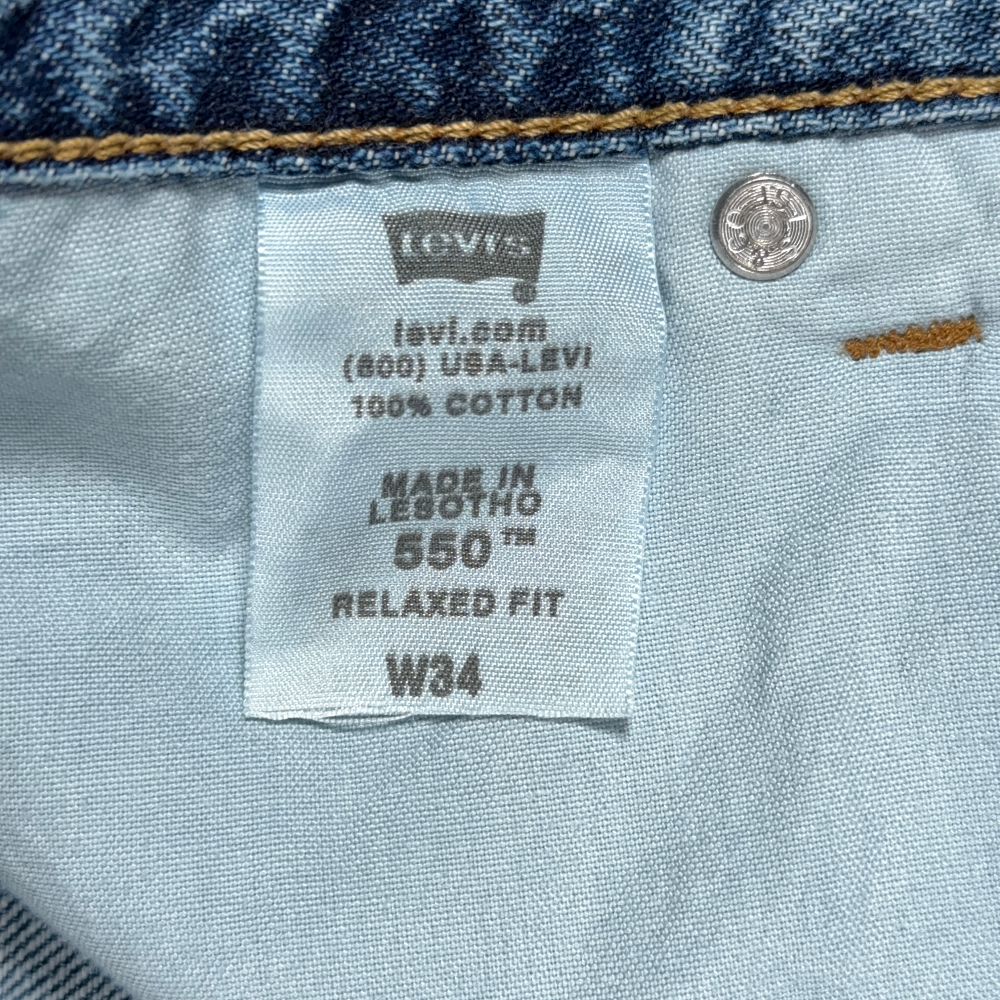 Levi's
®
levi.com
(800) USA-LEVI
100% COTTON
MADE IN
LESOTHO
550™
RELAXED FIT
W34